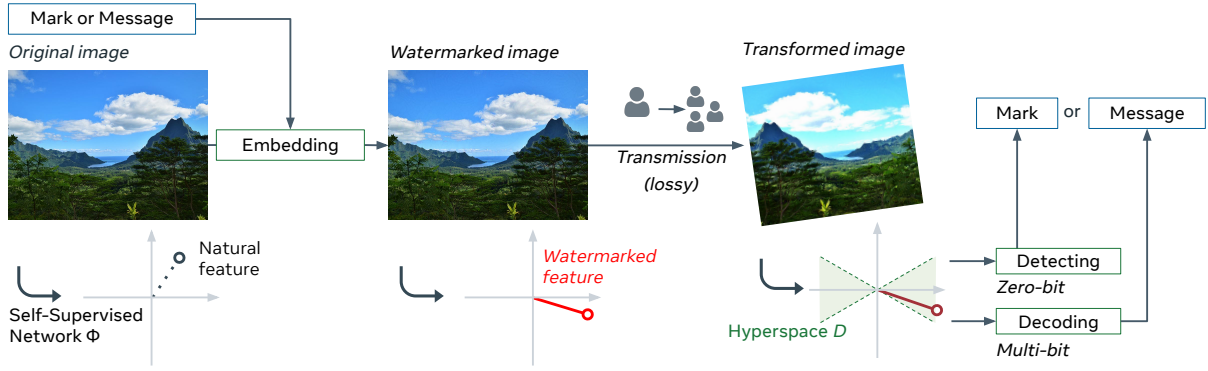 Mark or Message
Original image
Embedding
Watermarked image
Transmission
(lossy)
Transformed image
Mark or Message
Natural
feature
Self-Supervised
Network Φ
Watermarked
feature
Hyperspace D
Detecting
Zero-bit
Decoding
Multi-bit